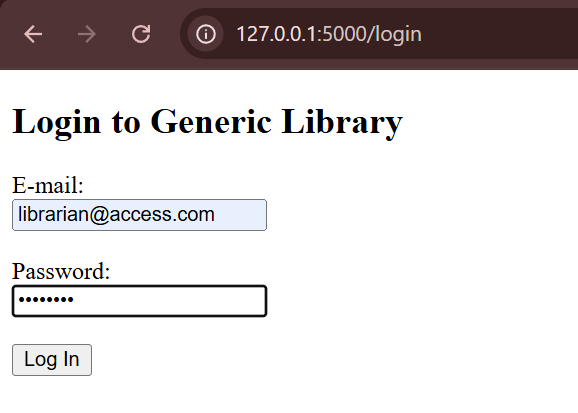 127.0.0.1:5000/login
Login to Generic Library
E-mail:
librarian@access.com
Password:
••••••••
Log In